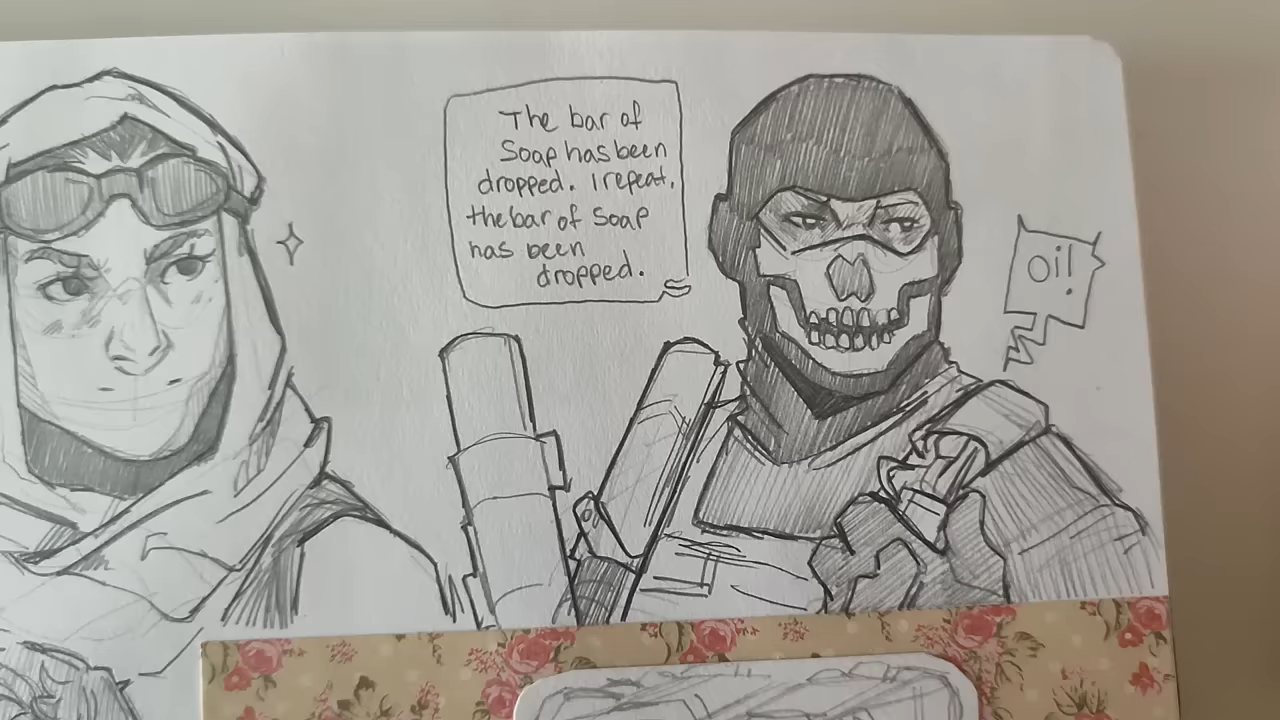 The bar of
Soap has been
dropped. I repeat,
the bar of Soap
has been
dropped.
Oi!